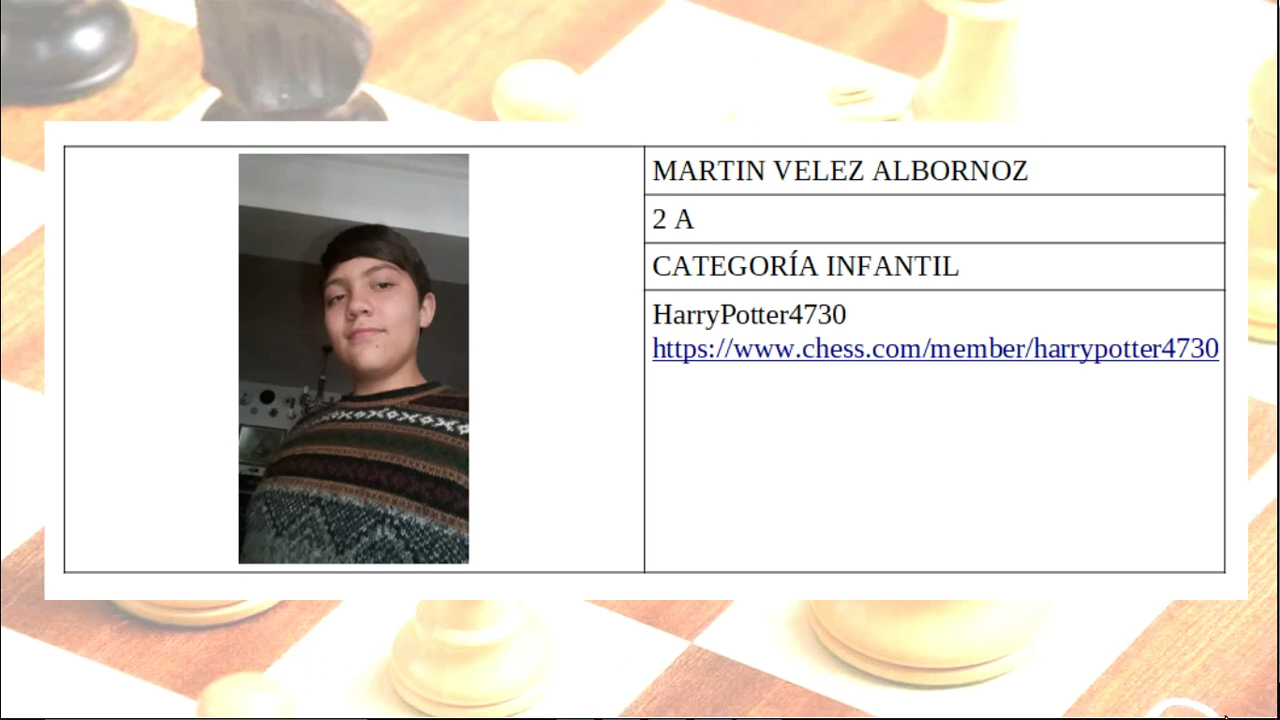 MARTIN VELEZ ALBORNOZ
2 A
CATEGORÍA INFANTIL
HarryPotter4730
https://www.chess.com/member/harrypotter4730